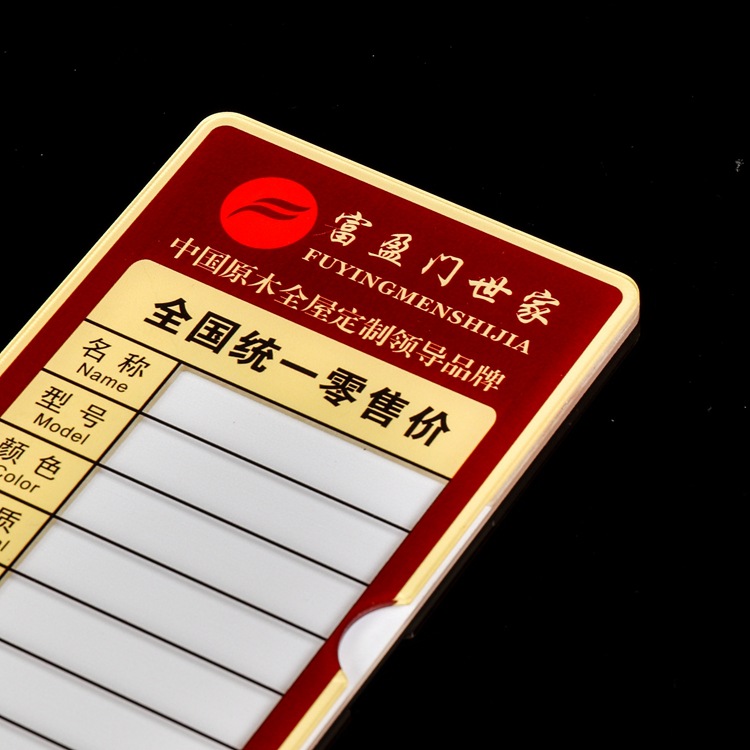 富盈门世家
FUYINGMENSHIJIA
中国原木全屋定制领导品牌
全国统一零售价
名称
Name
型号
Model
颜色
Color
质